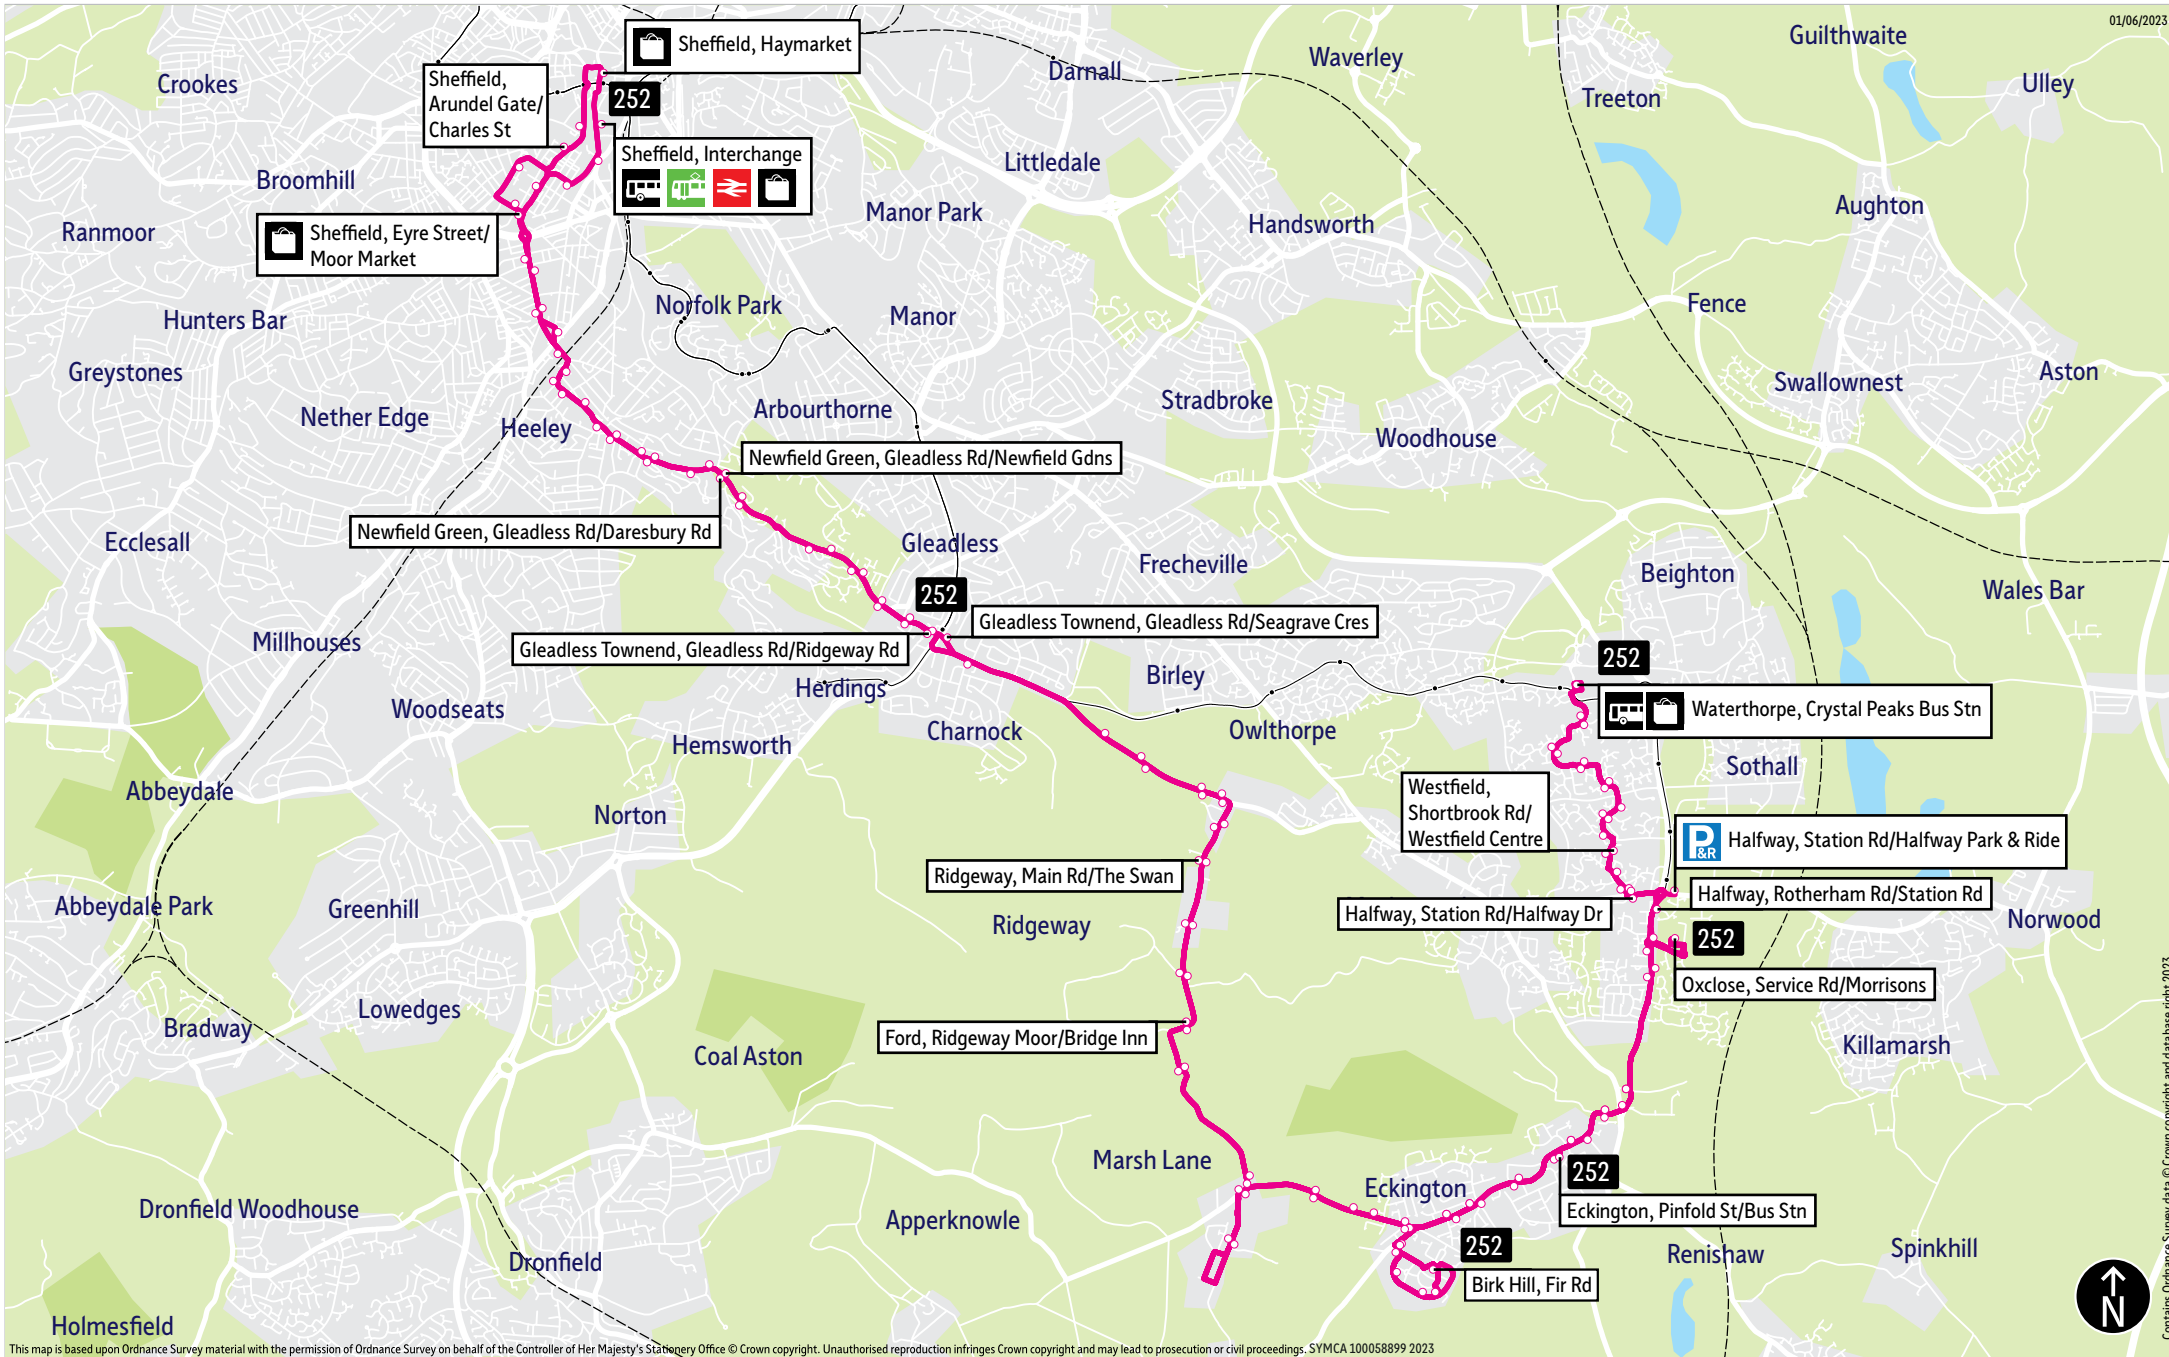 01/06/2023
Guilthwaite
Sheffield, Haymarket
Waverley
Darnall
Ulley
Crookes
Sheffield,
Arundel Gate/
Charles St
252
Treeton
Sheffield, Interchange
Littledale
Broomhill
Manor Park
Aughton
Handsworth
Ranmoor
Sheffield, Eyre Street/
Moor Market
Norfolk Park
Fence
Manor
Hunters Bar
Greystones
Aston
Swallownest
Stradbroke
Arbourthorne
Nether Edge
Heeley
Woodhouse
Newfield Green, Gleadless Rd/Newfield Gdns
Newfield Green, Gleadless Rd/Daresbury Rd
Ecclesall
Gleadless
Frecheville
Beighton
Wales Bar
252
Gleadless Townend, Gleadless Rd/Seagrave Cres
Millhouses
Gleadless Townend, Gleadless Rd/Ridgeway Rd
252
Birley
Herdings
Woodseats
Waterthorpe, Crystal Peaks Bus Stn
Charnock
Owlthorpe
Hemsworth
Sothall
Abbeydale
Westfield,
Shortbrook Rd/
Westfield Centre
Norton
P
&R
Halfway, Station Rd/Halfway Park & Ride
Ridgeway, Main Rd/The Swan
Halfway, Rotherham Rd/Station Rd
Abbeydale Park
Greenhill
Halfway, Station Rd/Halfway Dr
Norwood
Ridgeway
252
Oxclose, Service Rd/Morrisons
Lowedges
Bradway
Ford, Ridgeway Moor/Bridge Inn
Killamarsh
Coal Aston
Marsh Lane
252
Eckington
Dronfield Woodhouse
Eckington, Pinfold St/Bus Stn
Apperknowle
252
Renishaw
Spinkhill
Dronfield
Birk Hill, Fir Rd
N
Holmesfield
This map is based upon Ordnance Survey material with the permission of Ordnance Survey on behalf of the Controller of Her Majesty's Stationery Office © Crown copyright. Unauthorised reproduction infringes Crown copyright and may lead to prosecution or civil proceedings. SYMCA 100058899 2023
Contains Ordnance Survey data © Crown copyright and database right 2023